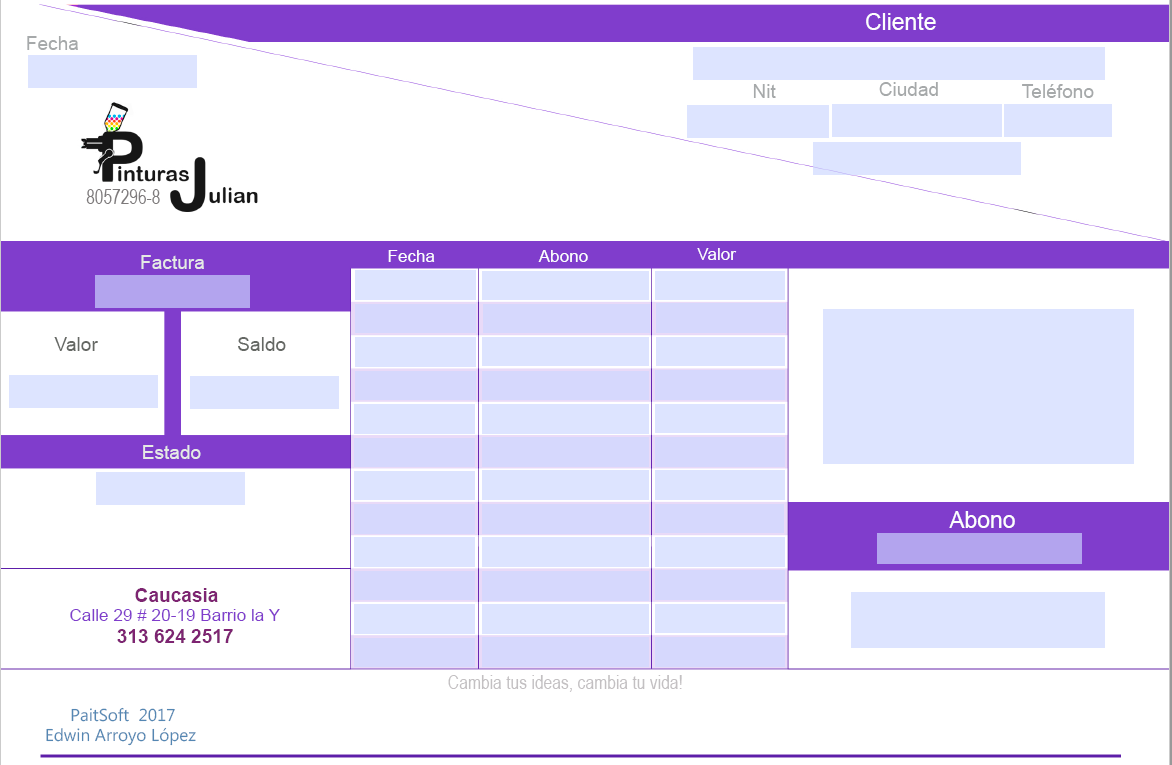 Cliente
Fecha
Nit
Ciudad
Teléfono
Pinturas
8057296-8
Julian
Factura
Fecha
Abono
Valor
Valor
Saldo
Estado
Abono
Caucasia
Calle 29 # 20-19 Barrio la Y
313 624 2517
Cambia tus ideas, cambia tu vida!
PaitSoft 2017
Edwin Arroyo López